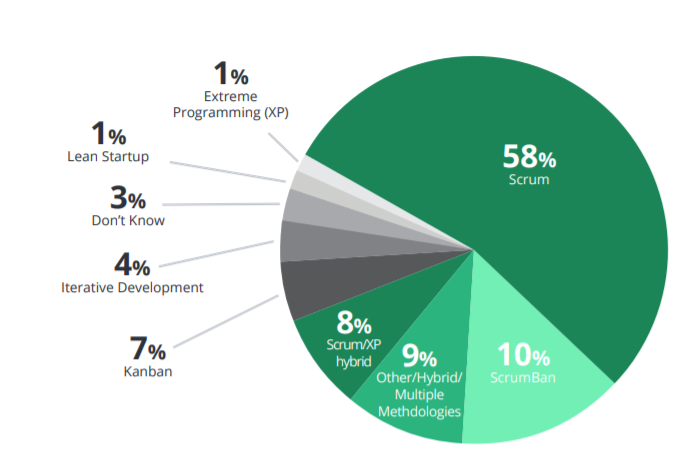 1%
Extreme
Programming (XP)
1%
Lean Startup
3%
Don't Know
4%
Iterative Development
7%
Kanban
8%
Scrum/XP
hybrid
9%
Other/Hybrid/
Multiple
Methdologies
10%
ScrumBan
58%
Scrum